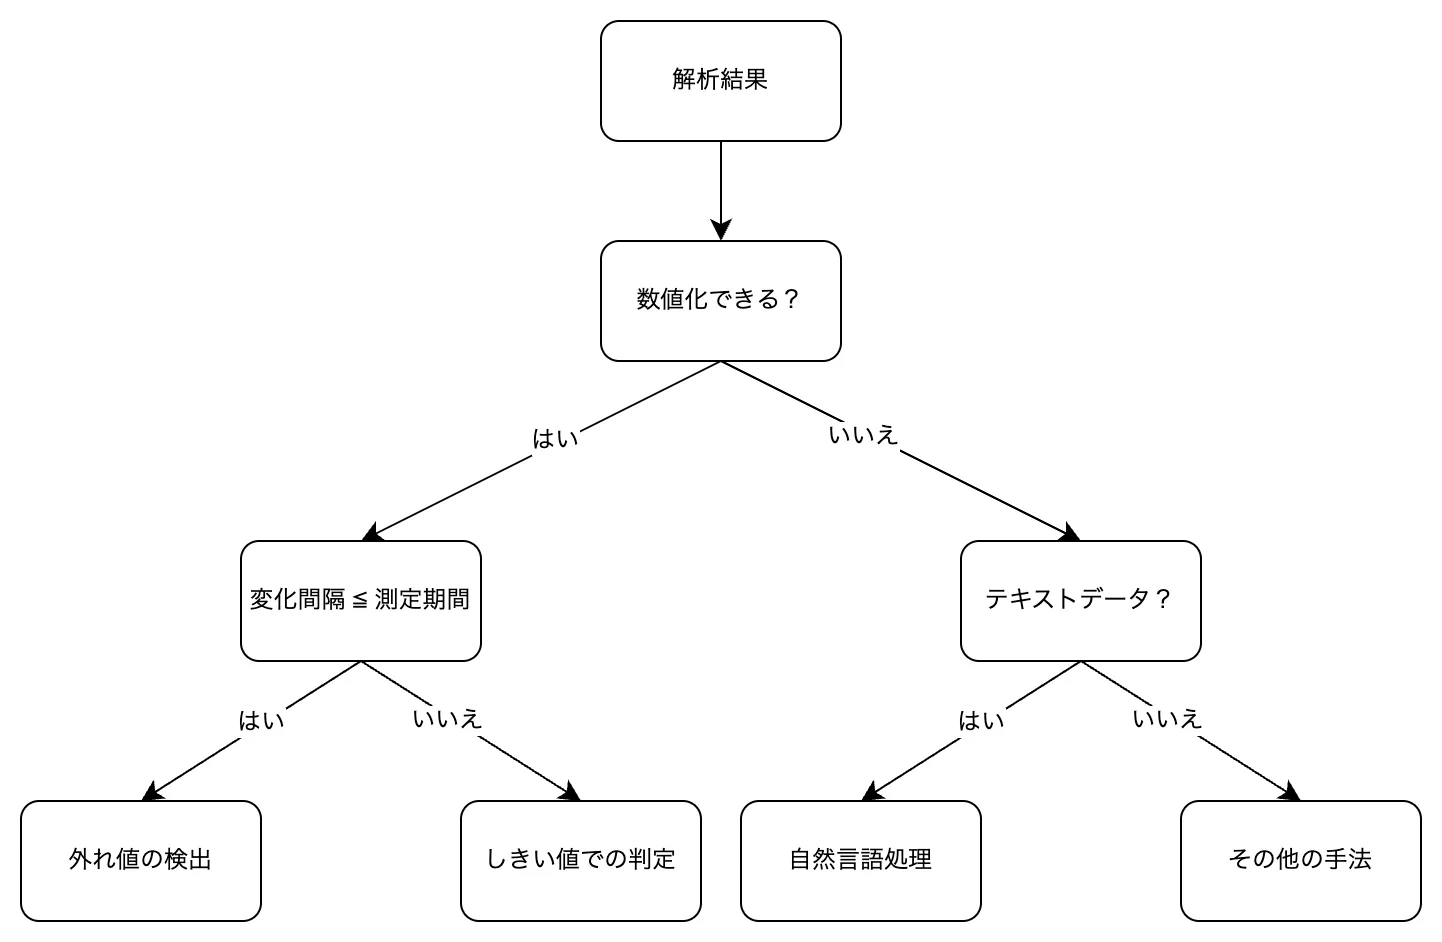 解析結果
数値化できる？
はい
いいえ
変化間隔 ≦ 測定期間
テキストデータ？
はい
いいえ
はい
いいえ
外れ値の検出
しきい値での判定
自然言語処理
その他の手法